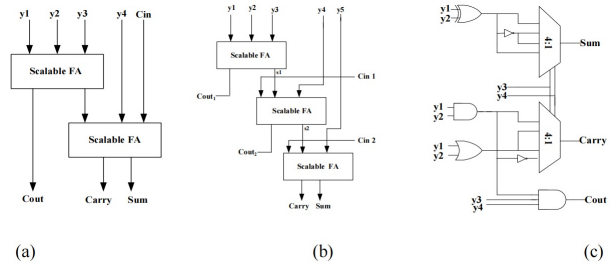 y1 y2 y3 y4 Cin
Scalable FA
Scalable FA
Cout Carry Sum
(a)
y1 y2 y3 y4 y5
Scalable FA
s1
Cout1
Cin 1
Scalable FA
s2
Cout2
Cin 2
Scalable FA
Carry Sum
(b)
y1
y2
4:1
Sum
y3
y4
y1
y2
4:1
Carry
y1
y2
y3
y4
Cout
(c)